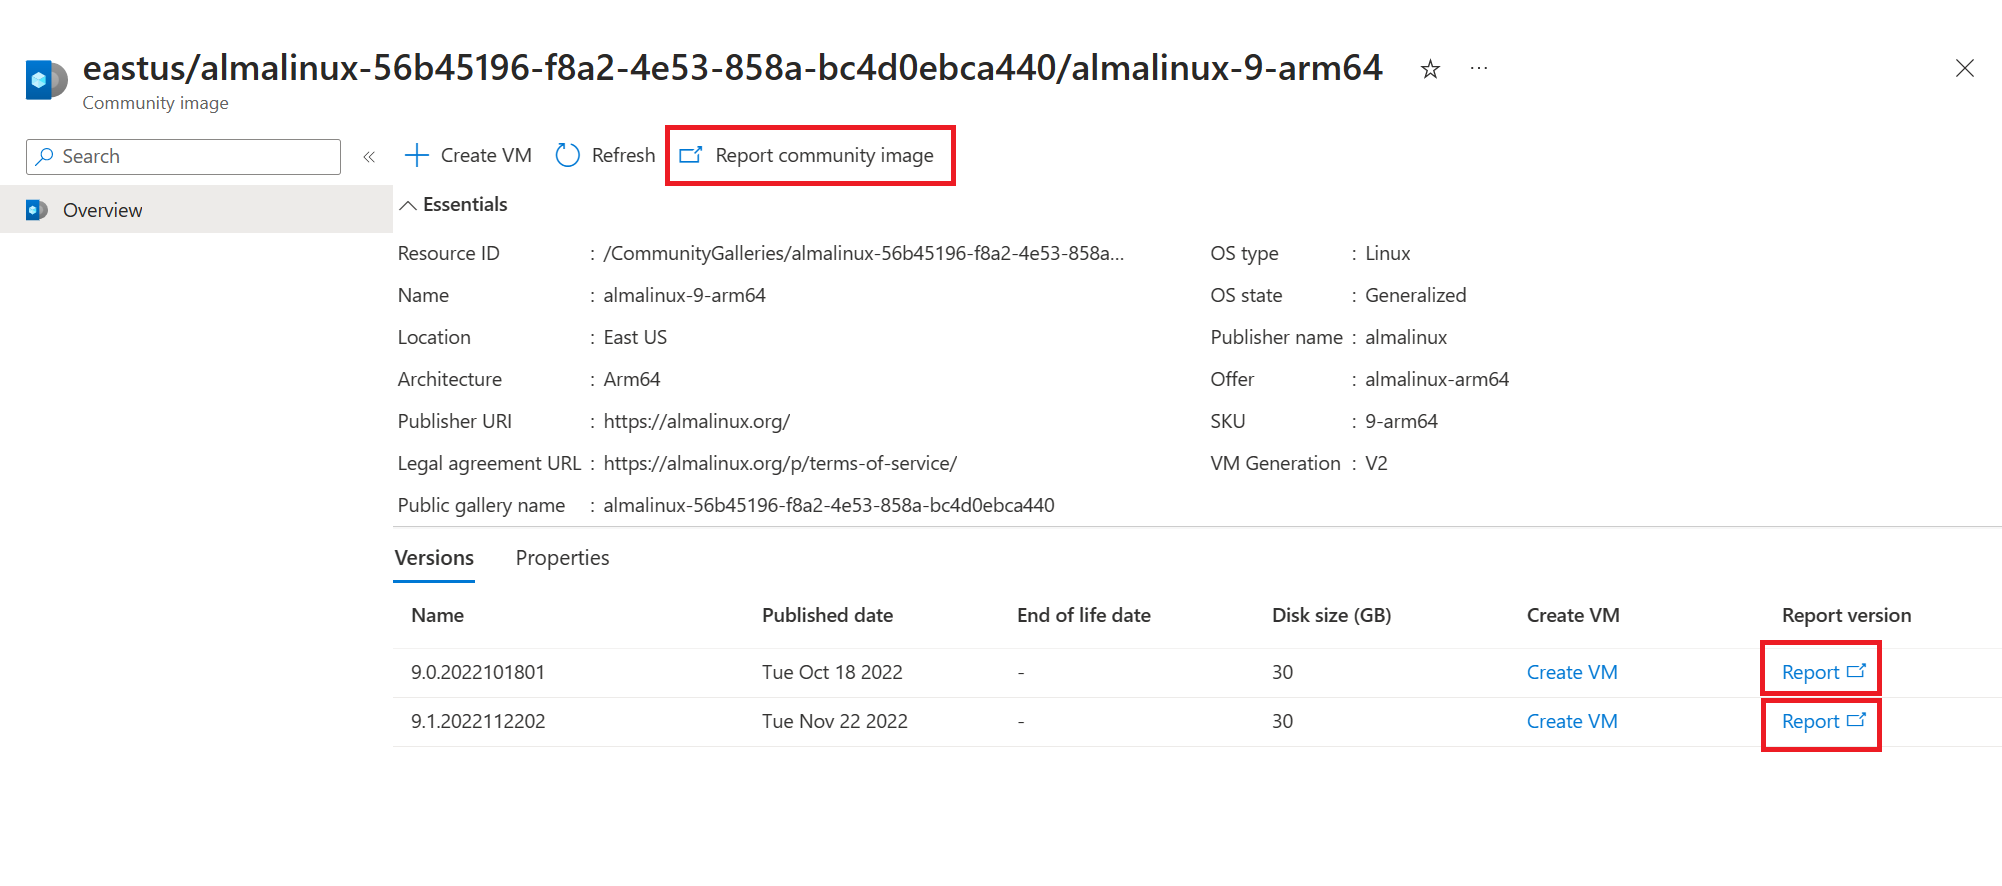 eastus/almalinux-56b45196-f8a2-4e53-858a-bc4d0ebca440/almalinux-9-arm64 ...
Community image
Search «
Create VM Refresh Report community image
Overview
Essentials
Resource ID : /CommunityGalleries/almalinux-56b45196-f8a2-4e53-858a... OS type : Linux
Name : almalinux-9-arm64 OS state : Generalized
Location : East US Publisher name : almalinux
Architecture : Arm64 Offer : almalinux-arm64
Publisher URI : https://almalinux.org/ SKU : 9-arm64
Legal agreement URL : https://almalinux.org/p/terms-of-service/ VM Generation : V2
Public gallery name : almalinux-56b45196-f8a2-4e53-858a-bc4d0ebca440
Versions Properties
Name Published date End of life date Disk size (GB) Create VM Report version
9.0.2022101801 Tue Oct 18 2022 - 30 Create VM Report
9.1.2022112202 Tue Nov 22 2022 - 30 Create VM Report